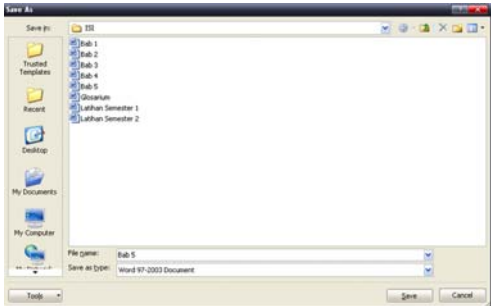 Save As
Save in:
ISI
Trusted
Templates
Recent
Desktop
My Documents
My Computer
Bab 1
Bab 2
Bab 3
Bab 4
Bab 5
Glosarium
Latihan Semester 1
Latihan Semester 2
File name:
Bab 5
Save as type:
Word 97-2003 Document
Tools
Save
Cancel